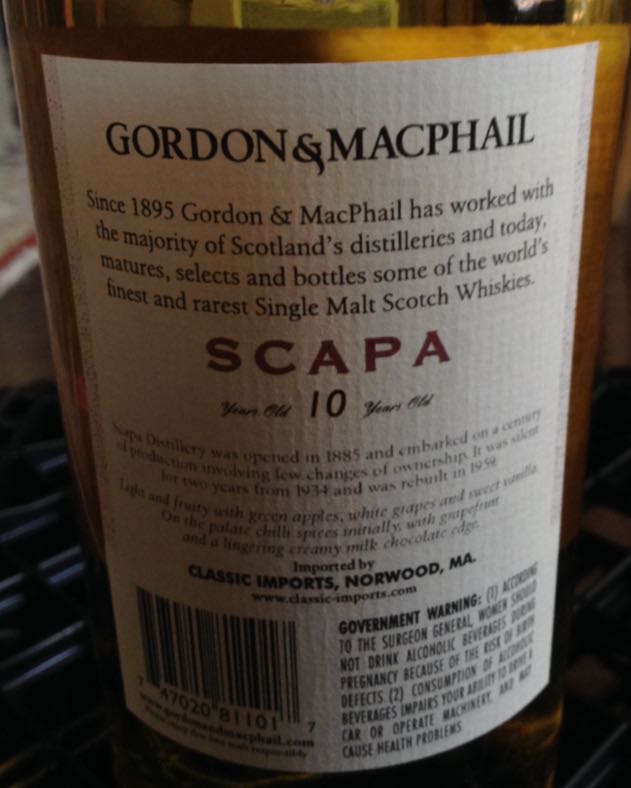 GORDON & MACPHAIL
Since 1895 Gordon & MacPhail has worked with
the majority of Scotland's distilleries and today,
matures, selects and bottles some of the world's
finest and rarest Single Malt Scotch Whiskies.
SCAPA
Years Old 10 Years Old
Scapa Distillery was opened in 1885 and embarked on a century
of production involving few changes of ownership. It was silent
for two years from 1934 and was rebuilt in 1959.
Light and fruity with green apples, white grapes and sweet vanilla.
On the palate chilli spices initially, with grapefruit
and a lingering creamy milk chocolate edge.
Imported by
CLASSIC IMPORTS, NORWOOD, MA.
www.classic-imports.com
GOVERNMENT WARNING: (1) ACCORDING
TO THE SURGEON GENERAL, WOMEN SHOULD
NOT DRINK ALCOHOLIC BEVERAGES DURING
PREGNANCY BECAUSE OF THE RISK OF BIRTH
DEFECTS. (2) CONSUMPTION OF ALCOHOLIC
BEVERAGES IMPAIRS YOUR ABILITY TO DRIVE A
CAR OR OPERATE MACHINERY, AND MAY
CAUSE HEALTH PROBLEMS.
7 47020 81101 7
www.gordonandmacphail.com
Please enjoy this fine malt responsibly